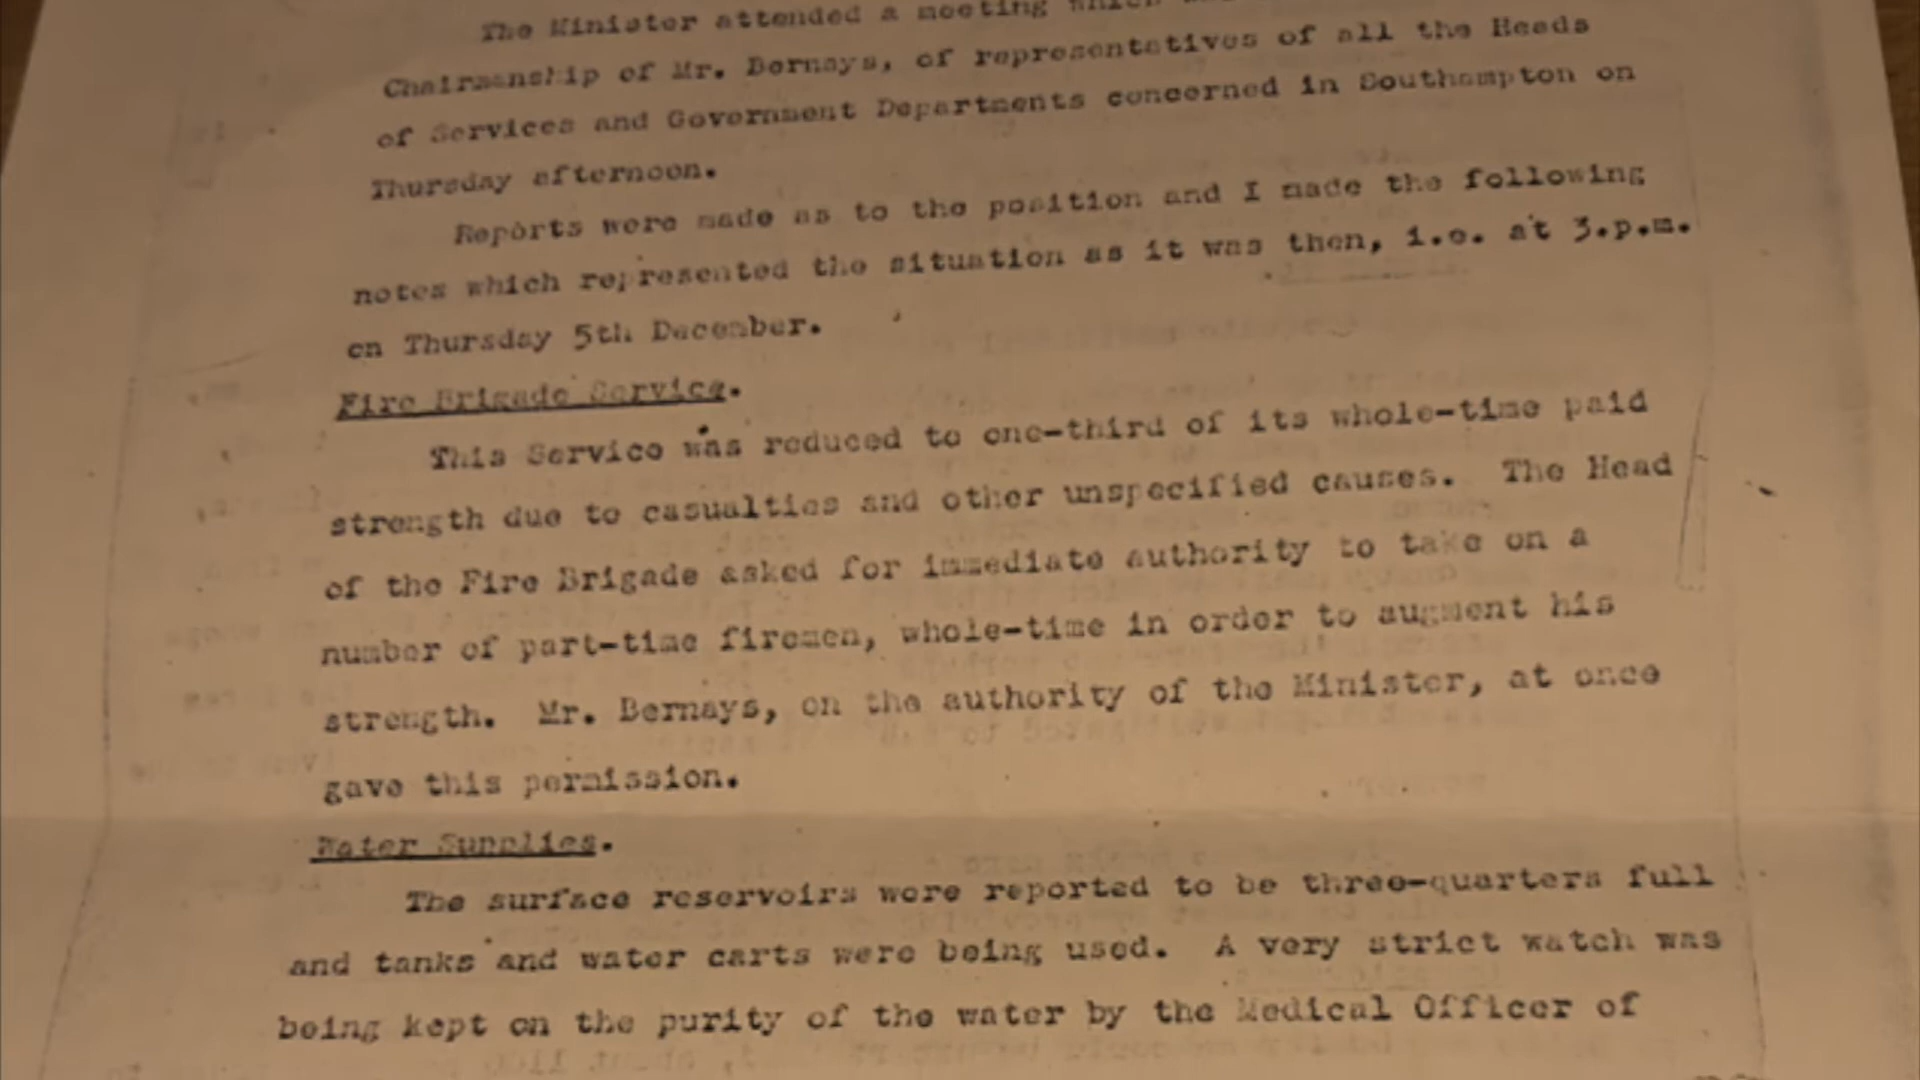 The Minister attended a meeting which
Chairmanship of Mr. Bernays, of representatives of all the Heads
of Services and Government Departments concerned in Southampton on
Thursday afternoon.
Reports were made as to the position and I made the following
notes which represented the situation as it was then, i.e. at 3.p.m.
on Thursday 5th December.
Fire Brigade Service.
This Service was reduced to one-third of its whole-time paid
strength due to casualties and other unspecified causes. The Head
of the Fire Brigade asked for immediate authority to take on a
number of part-time firemen, whole-time in order to augment his
strength. Mr. Bernays, on the authority of the Minister, at once
gave this permission.
Water Supplies.
The surface reservoirs were reported to be three-quarters full
and tanks and water carts were being used. A very strict watch was
being kept on the purity of the water by the Medical Officer of